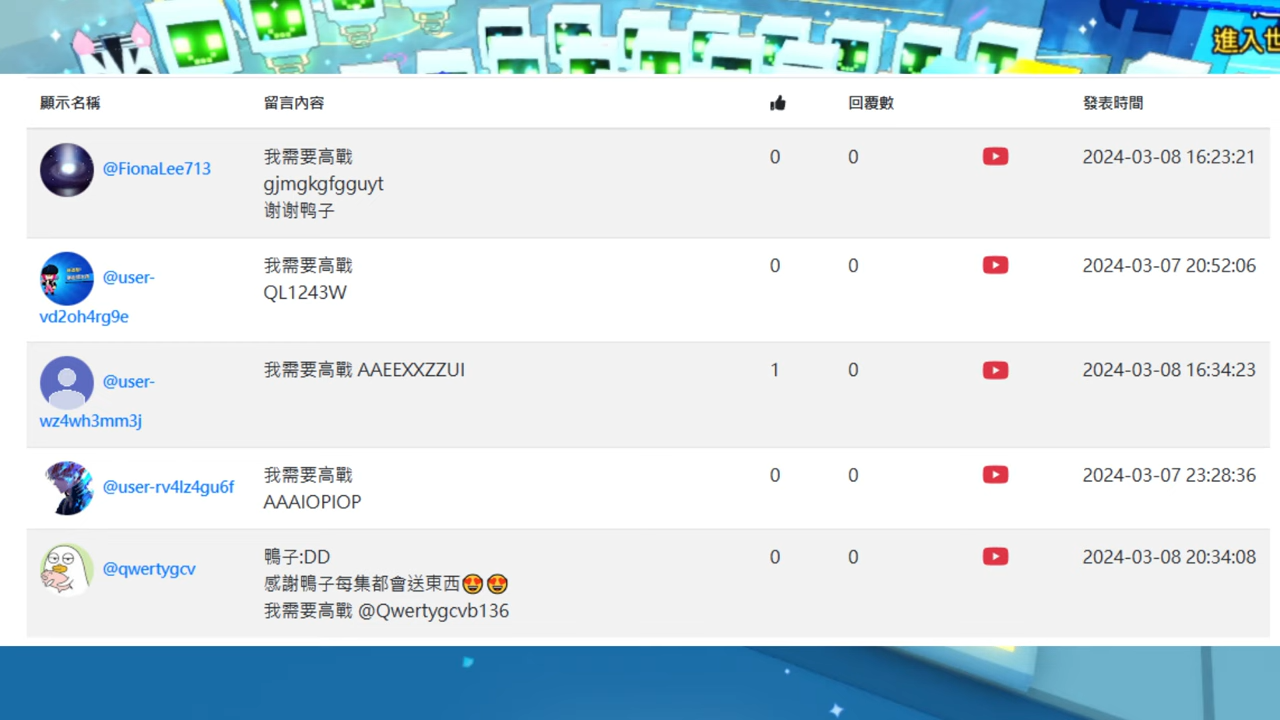 進入世
顯示名稱 留言內容 回覆數 發表時間
@FionaLee713 我需要高戰 0 0 2024-03-08 16:23:21
gjmgkgfgguyt
谢谢鸭子
@user- 我需要高戰 0 0 2024-03-07 20:52:06
vd2oh4rg9e QL1243W
@user- 我需要高戰 AAEEXXZZUI 1 0 2024-03-08 16:34:23
wz4wh3mm3j
@user-rv4lz4gu6f 我需要高戰 0 0 2024-03-07 23:28:36
AAAIOPIOP
@qwertygcv 鴨子:DD 0 0 2024-03-08 20:34:08
感謝鴨子每集都會送東西😍😍
我需要高戰 @Qwertygcvb136